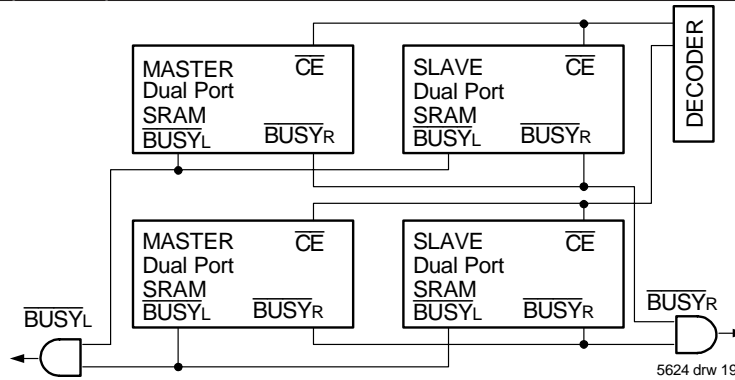 MASTER
Dual Port
SRAM
BUSYL
CE
BUSYR
SLAVE
Dual Port
SRAM
BUSYL
CE
BUSYR
DECODER
MASTER
Dual Port
SRAM
BUSYL
CE
BUSYR
SLAVE
Dual Port
SRAM
BUSYL
CE
BUSYR
BUSYL
BUSYR
5624 drw 19